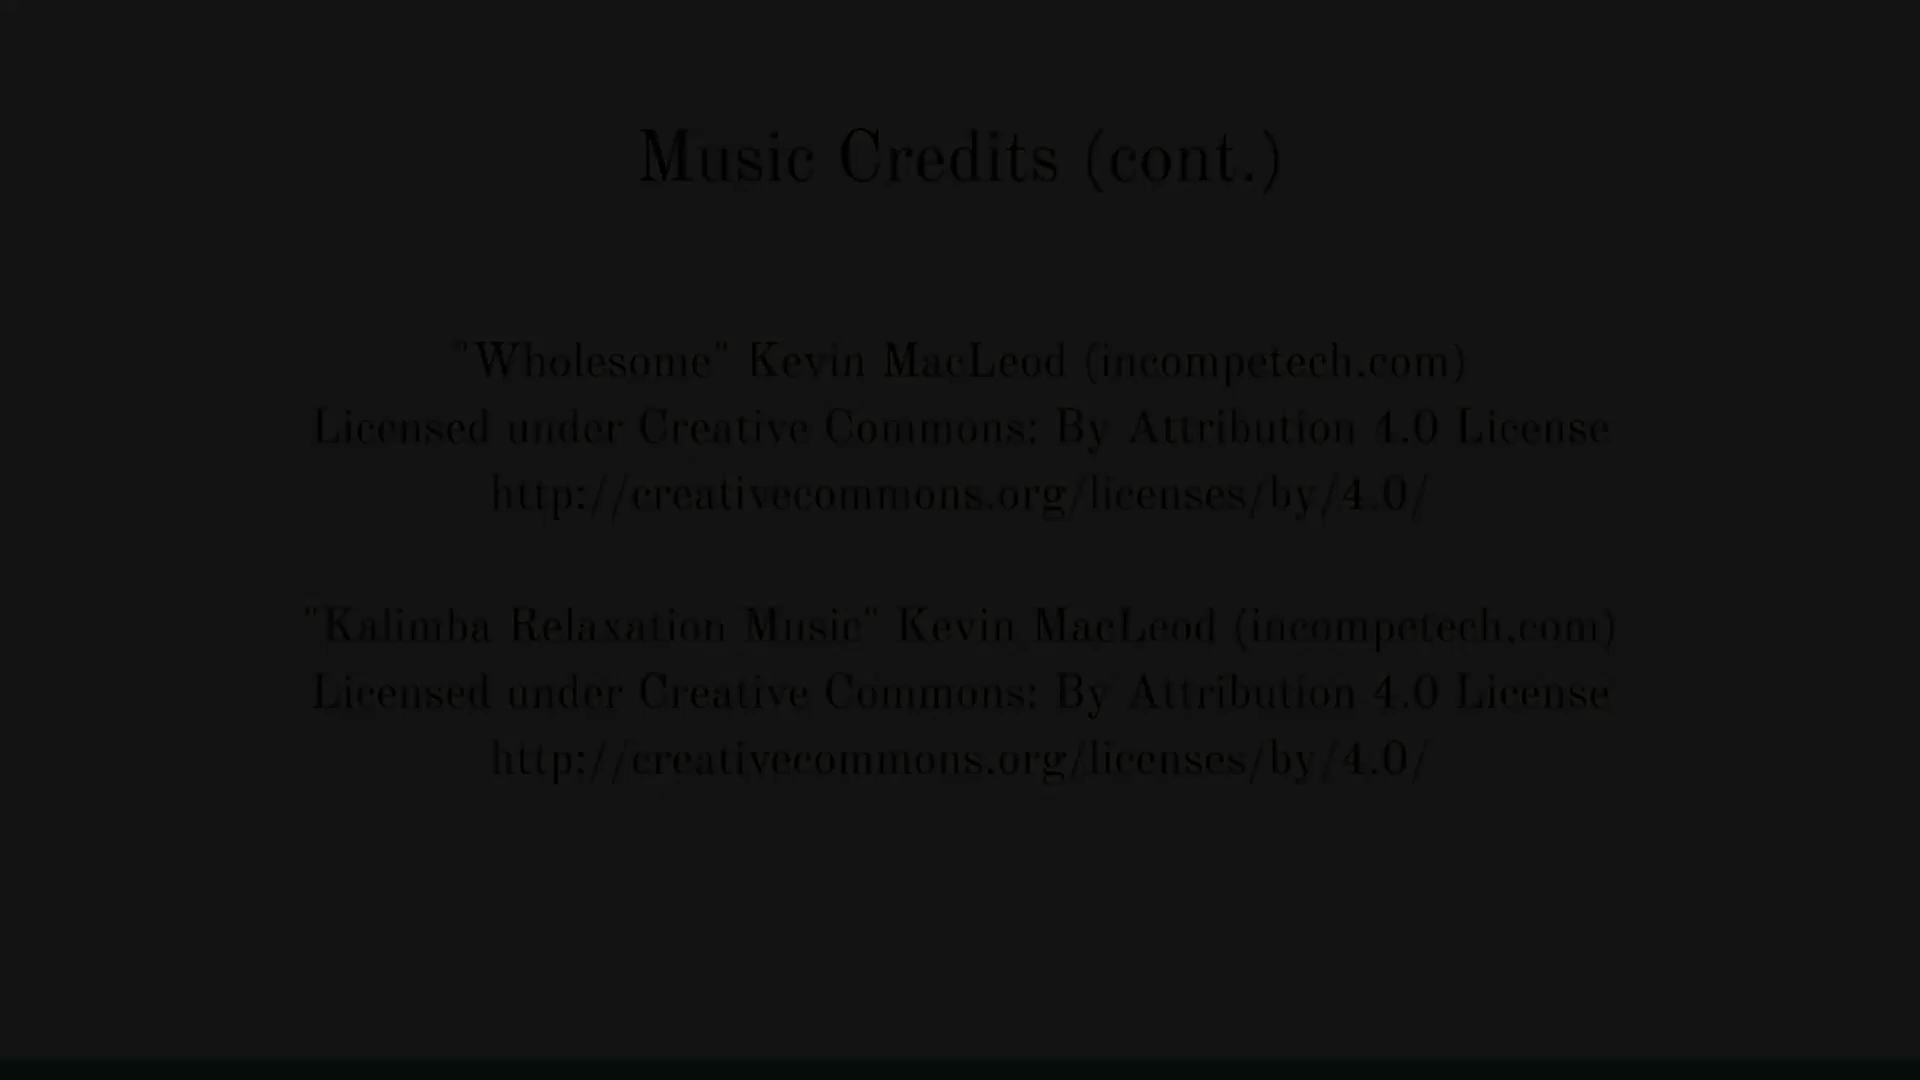 Music Credits (cont.)
"Wholesome" Kevin MacLeod (incompetech.com)
Licensed under Creative Commons: By Attribution 4.0 License
http://creativecommons.org/licenses/by/4.0/
"Kalimba Relaxation Music" Kevin MacLeod (incompetech.com)
Licensed under Creative Commons: By Attribution 4.0 License
http://creativecommons.org/licenses/by/4.0/